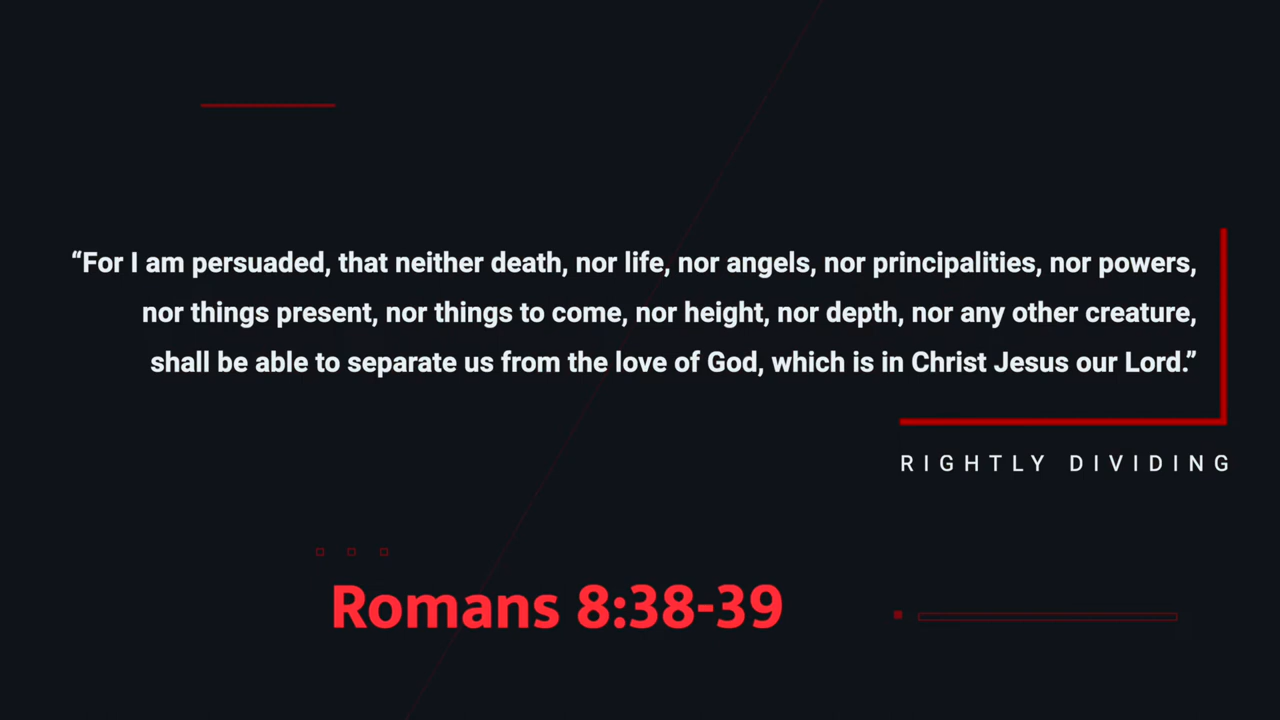 “For I am persuaded, that neither death, nor life, nor angels, nor principalities, nor powers,
nor things present, nor things to come, nor height, nor depth, nor any other creature,
shall be able to separate us from the love of God, which is in Christ Jesus our Lord.”
RIGHTLY DIVIDING
Romans 8:38-39